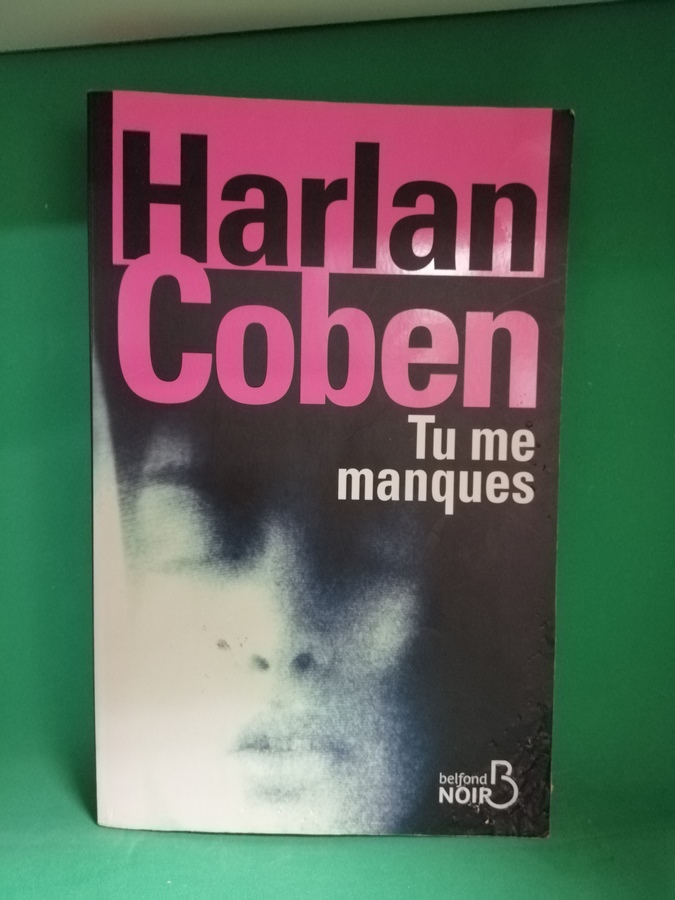 Harlan
Coben
Tu me
manques
belfond
NOIR
B